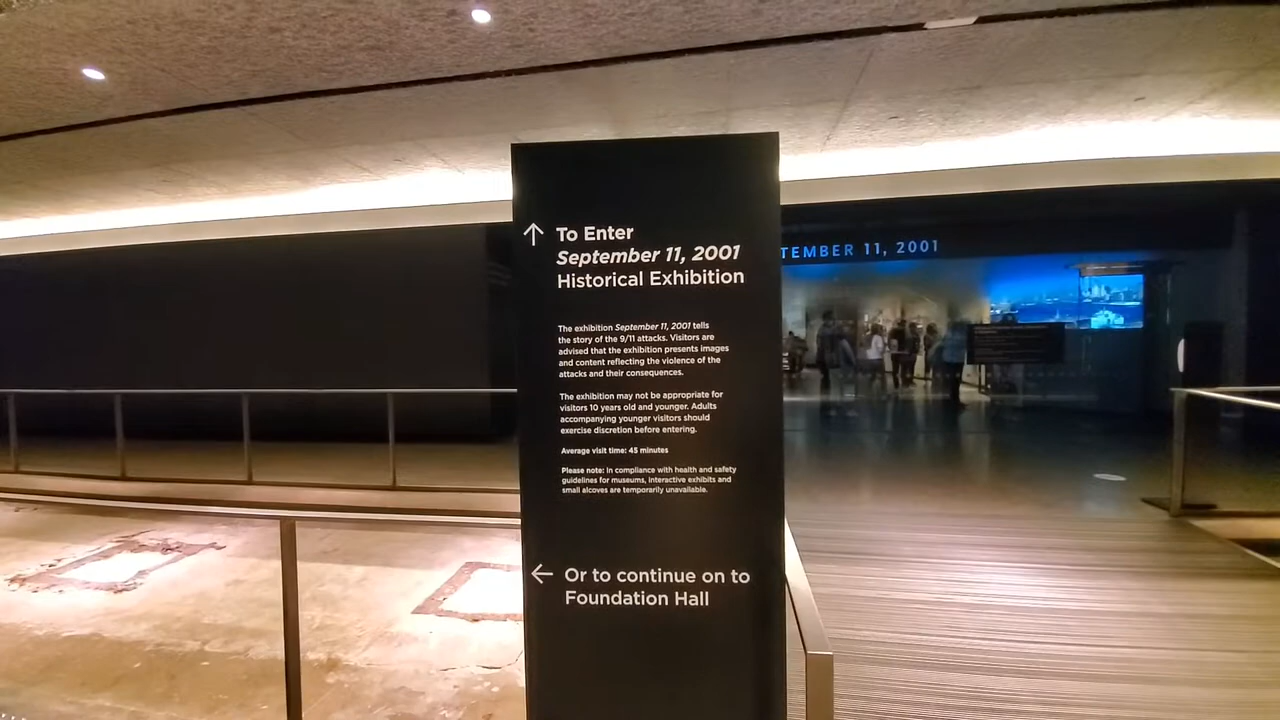 ↑ To Enter
September 11, 2001
Historical Exhibition
The exhibition September 11, 2001 tells
the story of the 9/11 attacks. Visitors are
advised that the exhibition presents images
and content reflecting the violence of the
attacks and their consequences.
The exhibition may not be appropriate for
visitors 10 years old and younger. Adults
accompanying younger visitors should
exercise discretion before entering.
Average visit time: 45 minutes
Please note: In compliance with health and safety
guidelines for museums, interactive exhibits and
small alcoves are temporarily unavailable.
← Or to continue on to
Foundation Hall
TEMBER 11, 2001